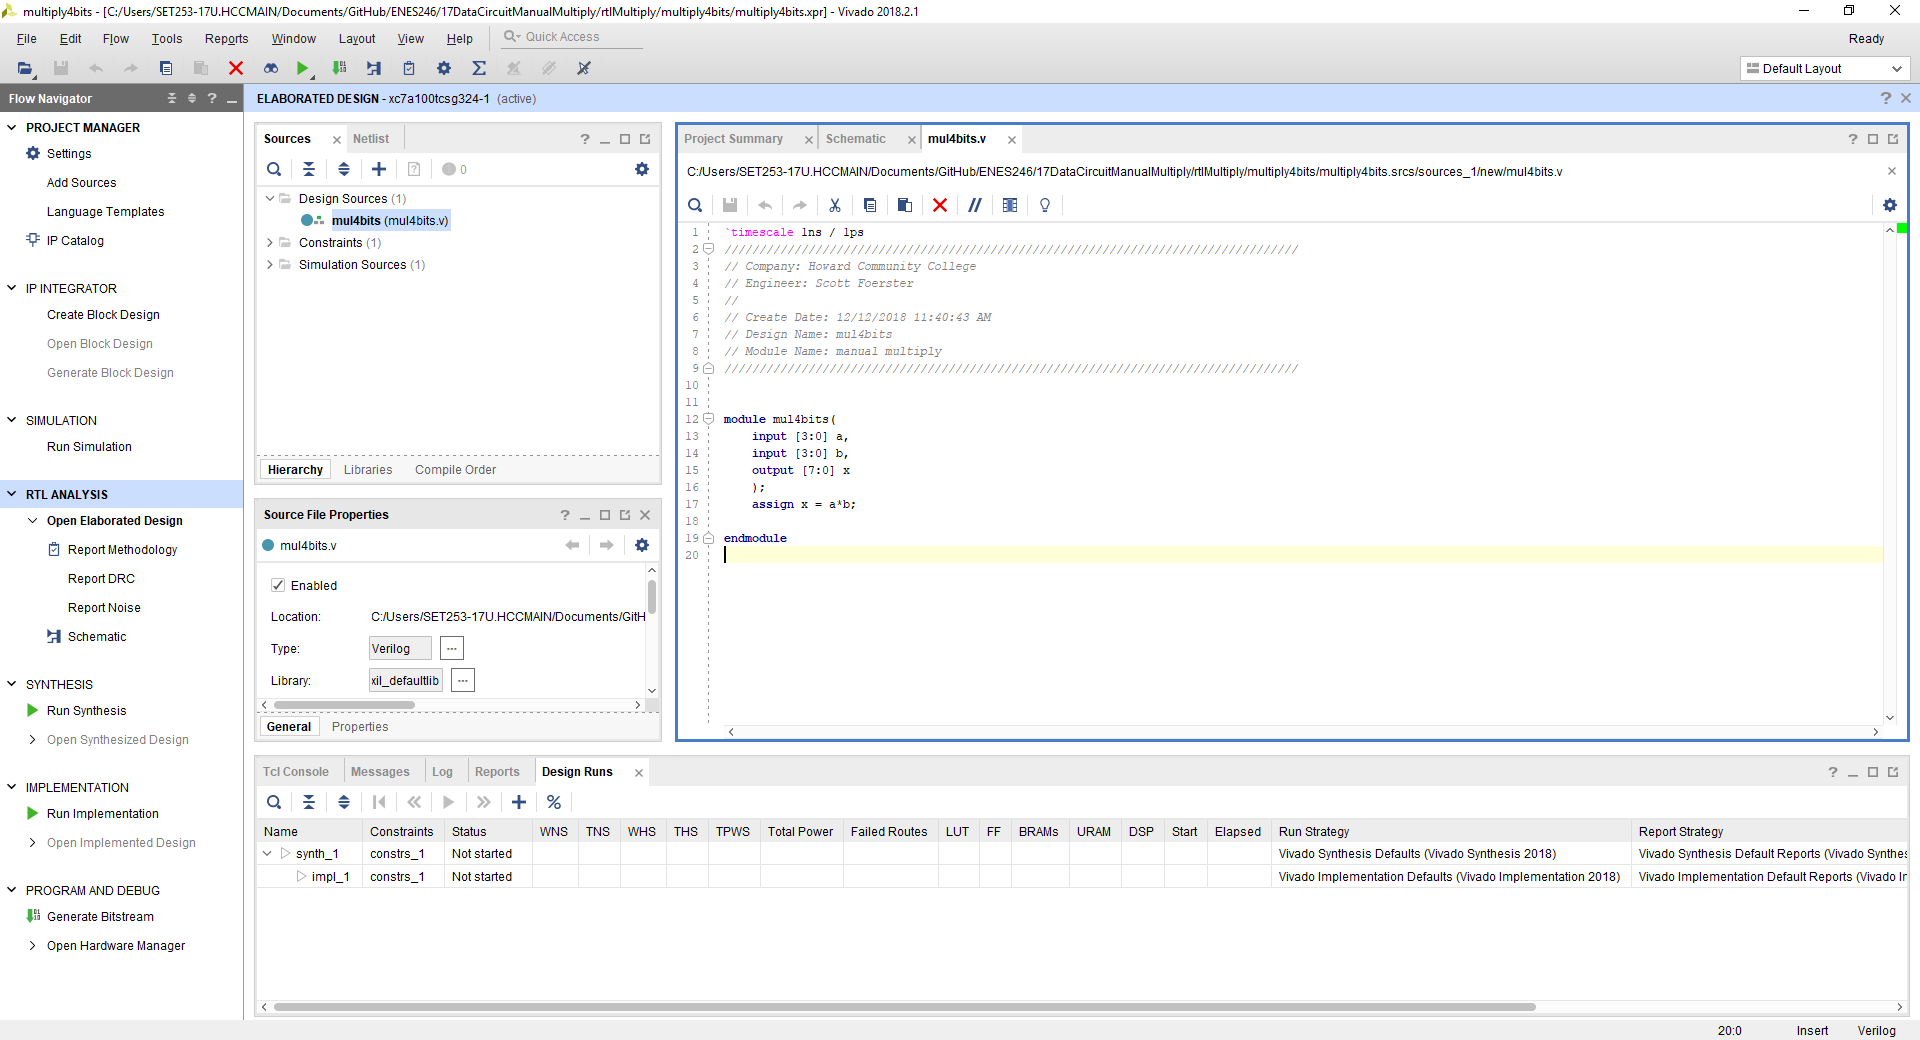 multiply4bits - [C:/Users/SET253-17U.HCCMAIN/Documents/GitHub/ENES246/17DataCircuitManualMultiply/rtlMultiply/multiply4bits/multiply4bits.xpr] - Vivado 2018.2.1
File Edit Flow Tools Reports Window Layout View Help Quick Access Ready
Default Layout
Flow Navigator
ELABORATED DESIGN - xc7a100tcsg324-1 (active)
PROJECT MANAGER
Settings
Add Sources
Language Templates
IP Catalog
IP INTEGRATOR
Create Block Design
Open Block Design
Generate Block Design
SIMULATION
Run Simulation
RTL ANALYSIS
Open Elaborated Design
Report Methodology
Report DRC
Report Noise
Schematic
SYNTHESIS
Run Synthesis
Open Synthesized Design
IMPLEMENTATION
Run Implementation
Open Implemented Design
PROGRAM AND DEBUG
Generate Bitstream
Open Hardware Manager
Sources Netlist
0
Design Sources (1)
mul4bits (mul4bits.v)
Constraints (1)
Simulation Sources (1)
Hierarchy Libraries Compile Order
Source File Properties
mul4bits.v
Enabled
Location: C:/Users/SET253-17U.HCCMAIN/Documents/GitH
Type: Verilog ...
Library: xil_defaultlib ...
General Properties
Project Summary Schematic mul4bits.v
C:/Users/SET253-17U.HCCMAIN/Documents/GitHub/ENES246/17DataCircuitManualMultiply/rtlMultiply/multiply4bits/multiply4bits.srcs/sources_1/new/mul4bits.v
1 `timescale 1ns / 1ps
2 //////////////////////////////////////////////////////////////////////////////////
3 // Company: Howard Community College
4 // Engineer: Scott Foerster
5 //
6 // Create Date: 12/12/2018 11:40:43 AM
7 // Design Name: mul4bits
8 // Module Name: manual multiply
9 //////////////////////////////////////////////////////////////////////////////////
10
11
12 module mul4bits(
13 input [3:0] a,
14 input [3:0] b,
15 output [7:0] x
16 );
17 assign x = a*b;
18
19 endmodule
20
Tcl Console Messages Log Reports Design Runs
Name Constraints Status WNS TNS WHS THS TPWS Total Power Failed Routes LUT FF BRAMs URAM DSP Start Elapsed Run Strategy Report Strategy
synth_1 constrs_1 Not started Vivado Synthesis Defaults (Vivado Synthesis 2018) Vivado Synthesis Default Reports (Vivado Synthes
impl_1 constrs_1 Not started Vivado Implementation Defaults (Vivado Implementation 2018) Vivado Implementation Default Reports (Vivado Ir
20:0 Insert Verilog